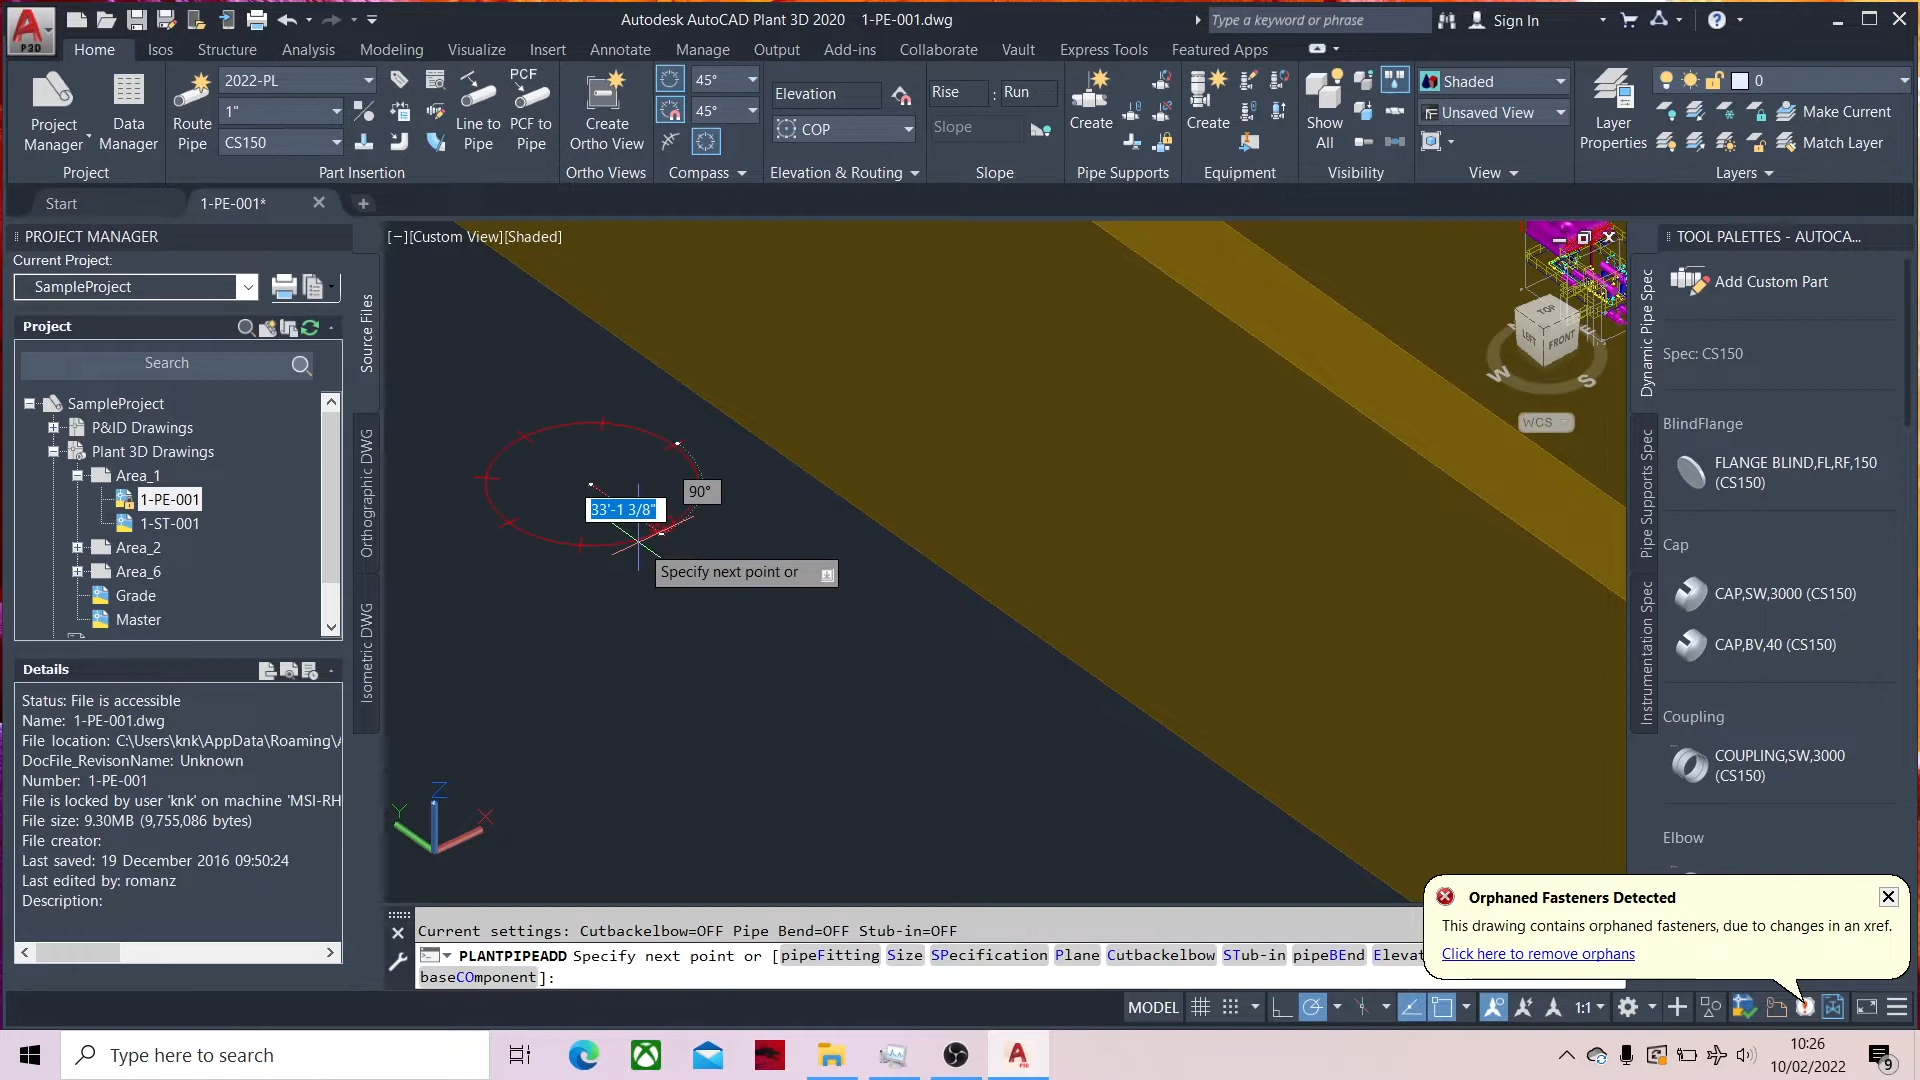 Autodesk AutoCAD Plant 3D 2020   1-PE-001.dwg
Type a keyword or phrase
Sign In
P3D
Home
Isos
Structure
Analysis
Modeling
Visualize
Insert
Annotate
Manage
Output
Add-ins
Collaborate
Vault
Express Tools
Featured Apps
Project Manager
Data Manager
Project
Route Pipe
2022-PL
1"
CS150
Line to Pipe
PCF
PCF to Pipe
Part Insertion
Create Ortho View
Ortho Views
45°
45°
Compass
Elevation
COP
Elevation & Routing
Rise : Run
Slope
Slope
Create
Pipe Supports
Create
Equipment
Show All
Visibility
Shaded
Unsaved View
View
Layer Properties
0
Make Current
Match Layer
Layers
Start
1-PE-001*
PROJECT MANAGER
Current Project:
SampleProject
Project
Search
SampleProject
P&ID Drawings
Plant 3D Drawings
Area_1
1-PE-001
1-ST-001
Area_2
Area_6
Grade
Master
Details
Status: File is accessible
Name:  1-PE-001.dwg
File location: C:\Users\knk\AppData\Roaming\
DocFile_RevisonName: Unknown
Number: 1-PE-001
File is locked by user 'knk' on machine 'MSI-RH
File size: 9.30MB (9,755,086 bytes)
File creator:
Last saved: 19 December 2016 09:50:24
Last edited by: romanz
Description:
Source Files
Orthographic DWG
Isometric DWG
[−][Custom View][Shaded]
33'-1 3/8"
90°
Specify next point or
TOP
LEFT
FRONT
W
S
WCS
Z
Y
X
Current settings: Cutbackelbow=OFF Pipe Bend=OFF Stub-in=OFF
PLANTPIPEADD Specify next point or [pipeFitting Size SPecification Plane Cutbackelbow STub-in pipeBEnd Elevat
baseCOmponent]:
TOOL PALETTES - AUTOCA...
Dynamic Pipe Spec
Pipe Supports Spec
Instrumentation Spec
Add Custom Part
Spec: CS150
BlindFlange
FLANGE BLIND,FL,RF,150 (CS150)
Cap
CAP,SW,3000 (CS150)
CAP,BV,40 (CS150)
Coupling
COUPLING,SW,3000 (CS150)
Elbow
Orphaned Fasteners Detected
This drawing contains orphaned fasteners, due to changes in an xref.
Click here to remove orphans
MODEL
1:1
Type here to search
10:26
10/02/2022
9